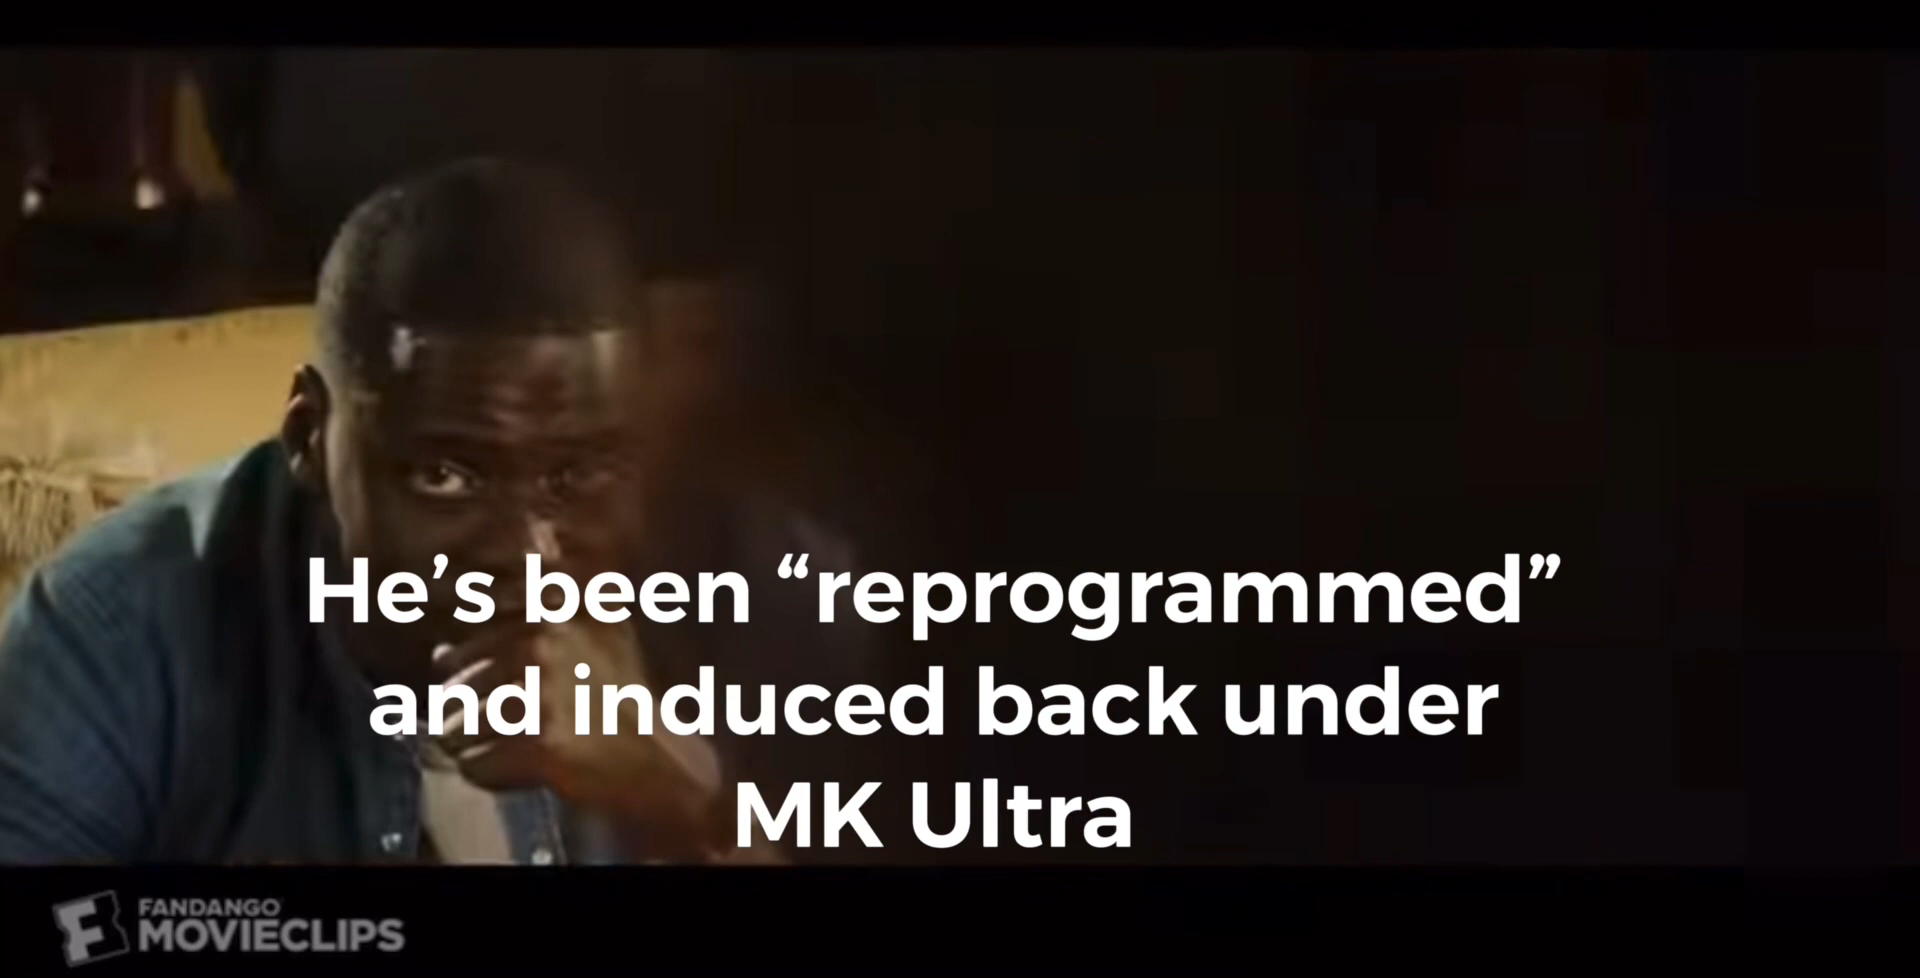 He’s been “reprogrammed”
and induced back under
MK Ultra
FANDANGO
MOVIECLIPS